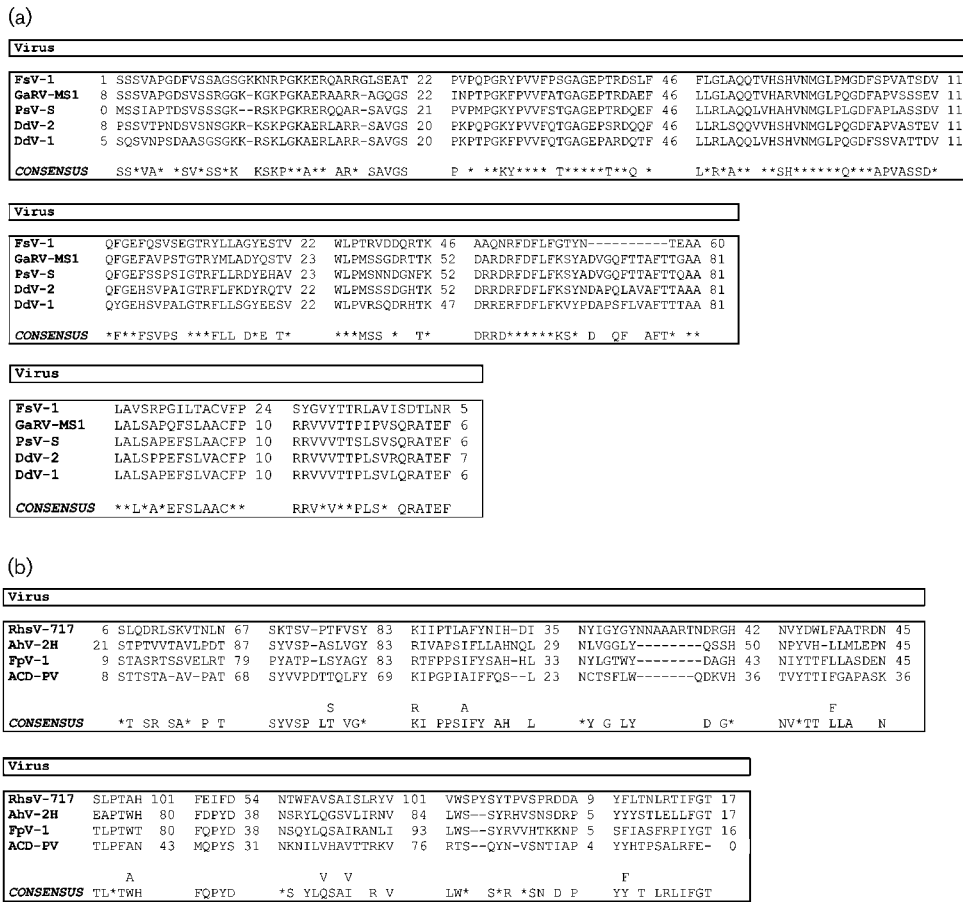 (a)
Virus
FsV-1 1 SSSVAPGDFVSSAGSGKKNRPGKKERQARRGLSEAT 22 PVPQPGRYPVVFPSGAGEPTRDSLF 46 FLGLAQQTVHSHVNMGLPMGDFSPVATSDV 11
GaRV-MS1 8 SSSVAPTDSVSSRGGK-KGKPGKAERAARR-AGQGS 22 INPTPGKFPVVFATGAGEPTRDAEF 46 LLGLAQQLVHSHVNMGLPQGDFAPVSSSEV 11
PsV-S 0 MSSIAPTDSVSSSGK--RSKPGKRERQQAR-SAVGS 21 PVPMPGKYPVVFSTGAGEPTRDQEF 46 LLRLSQQLVHARVNMGLPLGDFAPLASSDV 11
DdV-2 8 PSSVTPNDSVSNSGKR-KSKPGKAERLARR-SAVGS 20 PKPQPGKYPVVFQTGAGEPSRDQQF 46 LLRLSQQTVHSHVNMGLPQGDFAPVASTEV 11
DdV-1 5 SQSVNPSDAASGSGKK-RSKLGKAERLARR-SAVGS 20 PKPTPGKYPVVFQTGAGEPARDQTF 46 LLRLAQQLVHSHVNMGLPQGDFSSVATTDV 11
CONSENSUS SS*VA* *SV*SS*K KSKP**A** AR* SAVGS P * **KY**** T*****T**Q * L*R*A** **SH******Q***APVASSD*
Virus
FsV-1 QFGEFQSVSEGTRYLLAGYESTV 22 WLPTRVDDQRTK 46 AAQNRFDFLFGTYN----------TEAA 60
GaRV-MS1 QFGEFAVPSTGTRYMLADYQSTV 23 WLPMSSGDRTTK 52 DARDRFDFLFKSYADVGQFTTAFTTGAA 81
PsV-S QFGEFSSPSIGTRFLLRDYEHAV 23 WLPMSNNDGNFK 52 DARDRFDFLFKSYADVGQFTTAFTTQAA 81
DdV-2 QFGEHSVPAIGTRFLFKDYRQTV 22 WLPMSSSDGHTK 52 DARDRFDFLFKSYNDAPQLAVAFTTAAA 81
DdV-1 QYGEHSVPALGTRFLLSGYEESV 22 WLPVRSQDRHTK 47 DARRERFDFLFKVYPDAPSFLVAFTTAA 81
CONSENSUS *F**FSVPS ***FLL D*E T* ***MSS * T* DRRD******KS* D QF AFT* **
Virus
FsV-1 LAVSRPGILTACVFP 24 SYGVYTTRLAVISDTLNR 5
GaRV-MS1 LALSAPQFSLAACFP 10 RRVVVTTPIPVSQRATEF 6
PsV-S LALSAPEFSLAACFP 10 RRVVVTTSLSVSQRATEF 6
DdV-2 LALSPPEFSLVACFP 10 RRVVVTTPLSVRQRATEF 7
DdV-1 LALSAPEFSLVACFP 10 RRVVVTTPLSVLQRATEF 6
CONSENSUS **L*A*EFSLAAC** RRV*V**PLS* QRATEF
(b)
Virus
RhsV-717 6 SLQDRLSKVTNLN 67 SKTSV-PTFVSY 83 KIIPTLAFYNIH-DI 35 NYIGYGYNNAAARTNDRGH 42 NVYDWLFAATRDN 45
AhV-2H 21 STPTVVTAVLPDT 87 SYVSP-ASLVGY 83 RIVAPSIFLLAHNQL 29 NLVGGLY--------QSSH 50 NPYVH-LLMLEPN 45
FpV-1 9 STASRTSSVELRT 79 PYATP-LSYAGY 83 RTFPPSIFYSAH-HL 33 NYLGTWY--------DAGH 43 NIYTTFLLASDEN 45
ACD-PV 8 STTSTA-AV-PAT 68 SYVVPDTTQLFY 69 KIPGPIAIFFQS--L 23 NCTSFLW-------QDKVH 36 TVYTTIFGAPASK 36
S R A F
CONSENSUS *T SR SA* P T SYVSP LT VG* KI PPSIFY AH L *Y G LY D G* NV*TT LLA N
Virus
RhsV-717 SLPTAH 101 FEIFD 54 NTWFAVSAISLRYV 101 VWSPYSYTPVSPRDDA 9 YFLTNLRTIFGT 17
AhV-2H EAPTWH 80 FDPYD 38 NSRYLQGSVLIRNV 84 LWS--SYRHVSNSDRP 5 YYYSTLELLFGT 17
FpV-1 TLPTWT 80 FQPYD 38 NSQYLQSAIRANLI 93 LWS--SYRVVHTKKNP 5 SFIASFRPIYGT 16
ACD-PV TLPFAN 43 MQPYS 31 NKNILVHAVTTRKV 76 RTS--QYN-VSNTIAP 4 YYHTPSALRFE- 0
A V V F
CONSENSUS TL*TWH FQPYD *S YLQSAI R V LW* S*R *SN D P YY T LRLIFGT